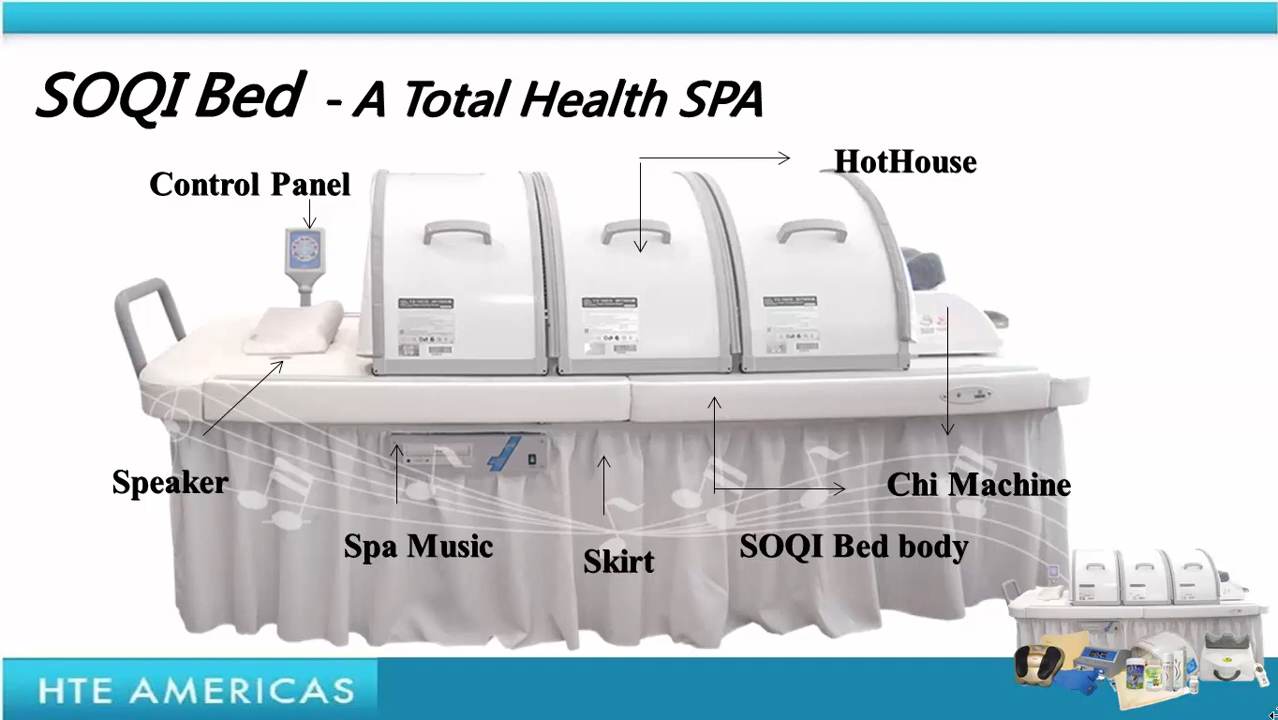 SOQI Bed - A Total Health SPA
HotHouse
Control Panel
Speaker
Chi Machine
Spa Music
SOQI Bed body
Skirt
HTE AMERICAS